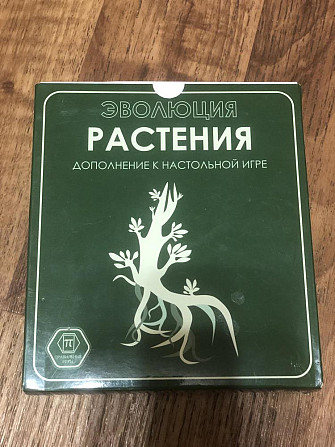 ЭВОЛЮЦИЯ
РАСТЕНИЯ
ДОПОЛНЕНИЕ К НАСТОЛЬНОЙ ИГРЕ